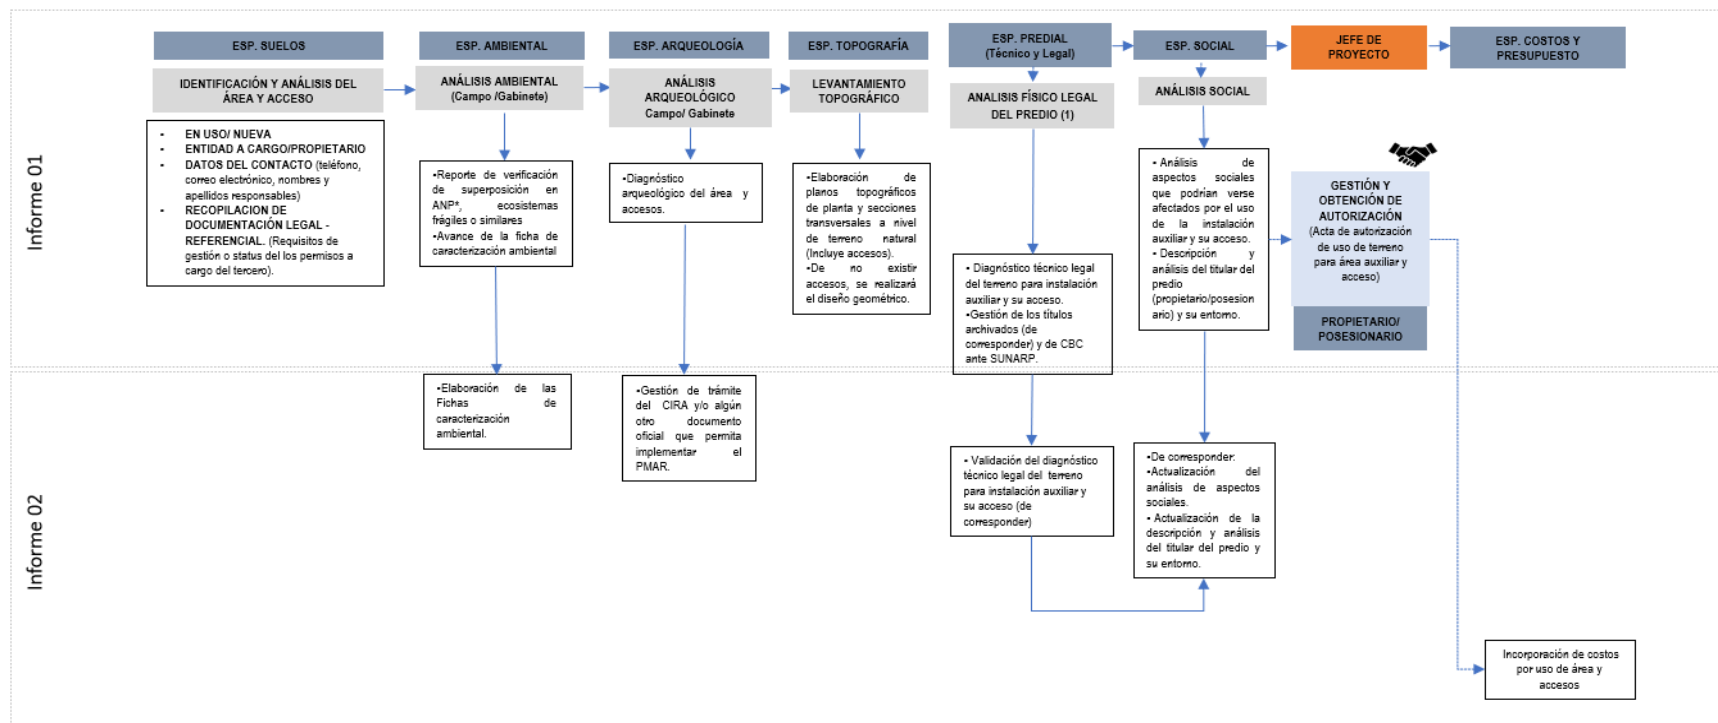 Informe 01
ESP. SUELOS
IDENTIFICACIÓN Y ANÁLISIS DEL
ÁREA Y ACCESO
- EN USO/ NUEVA
- ENTIDAD A CARGO/PROPIETARIO
- DATOS DEL CONTACTO (teléfono,
correo electrónico, nombres y
apellidos responsables)
- RECOPILACION DE
DOCUMENTACIÓN LEGAL -
REFERENCIAL. (Requisitos de
gestión o status del los permisos a
cargo del tercero).
ESP. AMBIENTAL
ANÁLISIS AMBIENTAL
(Campo /Gabinete)
•Reporte de verificación
de superposición en
ANP*, ecosistemas
frágiles o similares
•Avance de la ficha de
caracterización ambiental
ESP. ARQUEOLOGÍA
ANÁLISIS
ARQUEOLÓGICO
Campo/ Gabinete
•Diagnóstico
arqueológico del área y
accesos.
ESP. TOPOGRAFÍA
LEVANTAMIENTO
TOPOGRÁFICO
•Elaboración de
planos topográficos
de planta y secciones
transversales a nivel
de terreno natural
(Incluye accesos).
•De no existir
accesos, se realizará
el diseño geométrico.
ESP. PREDIAL
(Técnico y Legal)
ANALISIS FÍSICO LEGAL
DEL PREDIO (1)
• Diagnóstico técnico legal
del terreno para instalación
auxiliar y su acceso.
•Gestión de los títulos
archivados (de
corresponder) y de CBC
ante SUNARP.
ESP. SOCIAL
ANÁLISIS SOCIAL
• Análisis de
aspectos sociales
que podrían verse
afectados por el uso
de la instalación
auxiliar y su acceso.
• Descripción y
análisis del titular del
predio
(propietario/posesion
ario) y su entorno.
JEFE DE
PROYECTO
GESTIÓN Y
OBTENCIÓN DE
AUTORIZACIÓN
(Acta de autorización
de uso de terreno
para área auxiliar y
acceso)
PROPIETARIO/
POSESIONARIO
ESP. COSTOS Y
PRESUPUESTO
Informe 02
•Elaboración de las
Fichas de
caracterización
ambiental.
•Gestión de trámite
del CIRA y/o algún
otro documento
oficial que permita
implementar el
PMAR.
• Validación del diagnóstico
técnico legal del terreno
para instalación auxiliar y
su acceso (de
corresponder)
•De corresponder:
•Actualización del
análisis de aspectos
sociales.
• Actualización de la
descripción y análisis
del titular del predio y
su entorno.
Incorporación de costos
por uso de área y
accesos